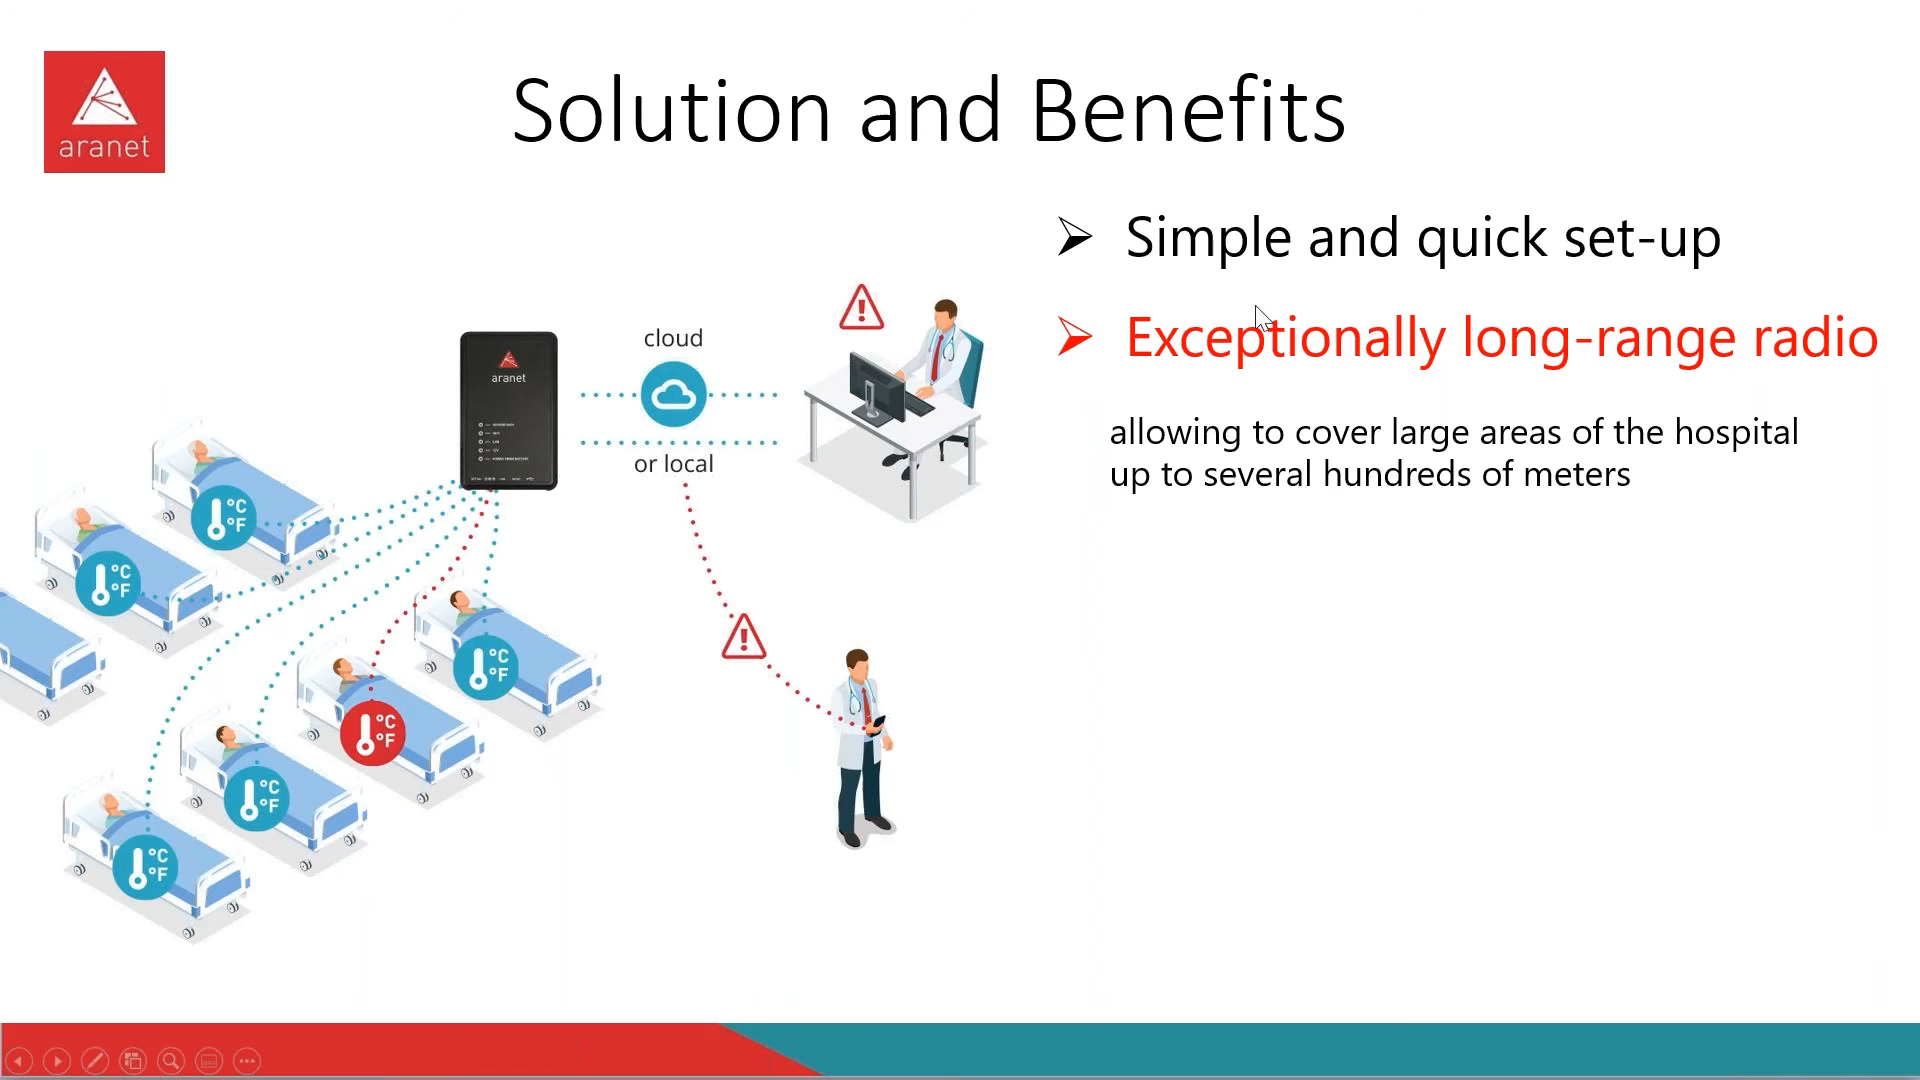 aranet
Solution and Benefits
Simple and quick set-up
Exceptionally long-range radio
allowing to cover large areas of the hospital
up to several hundreds of meters
aranet
cloud
or local
°C
°F
°C
°F
°C
°F
°C
°F
°C
°F
°C
°F